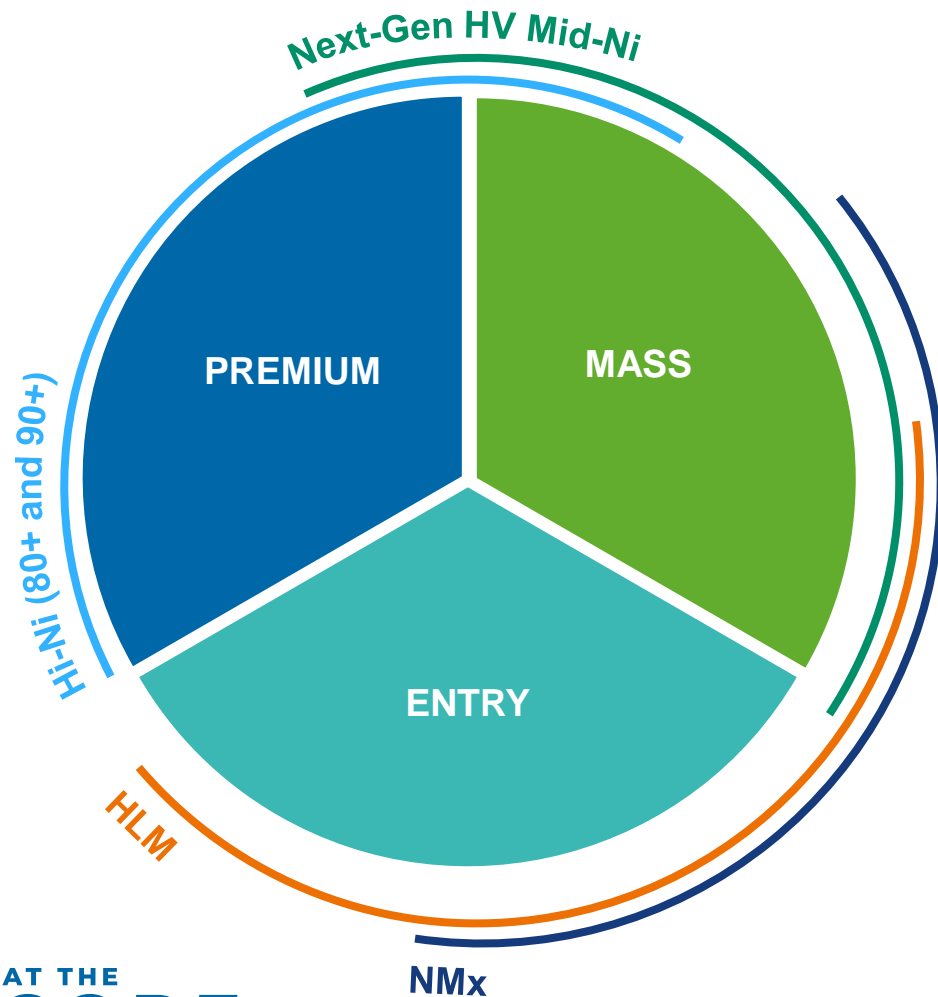 Next-Gen HV Mid-Ni
PREMIUM
MASS
Hi-Ni (80+ and 90+)
ENTRY
HLM
NMx
AT THE